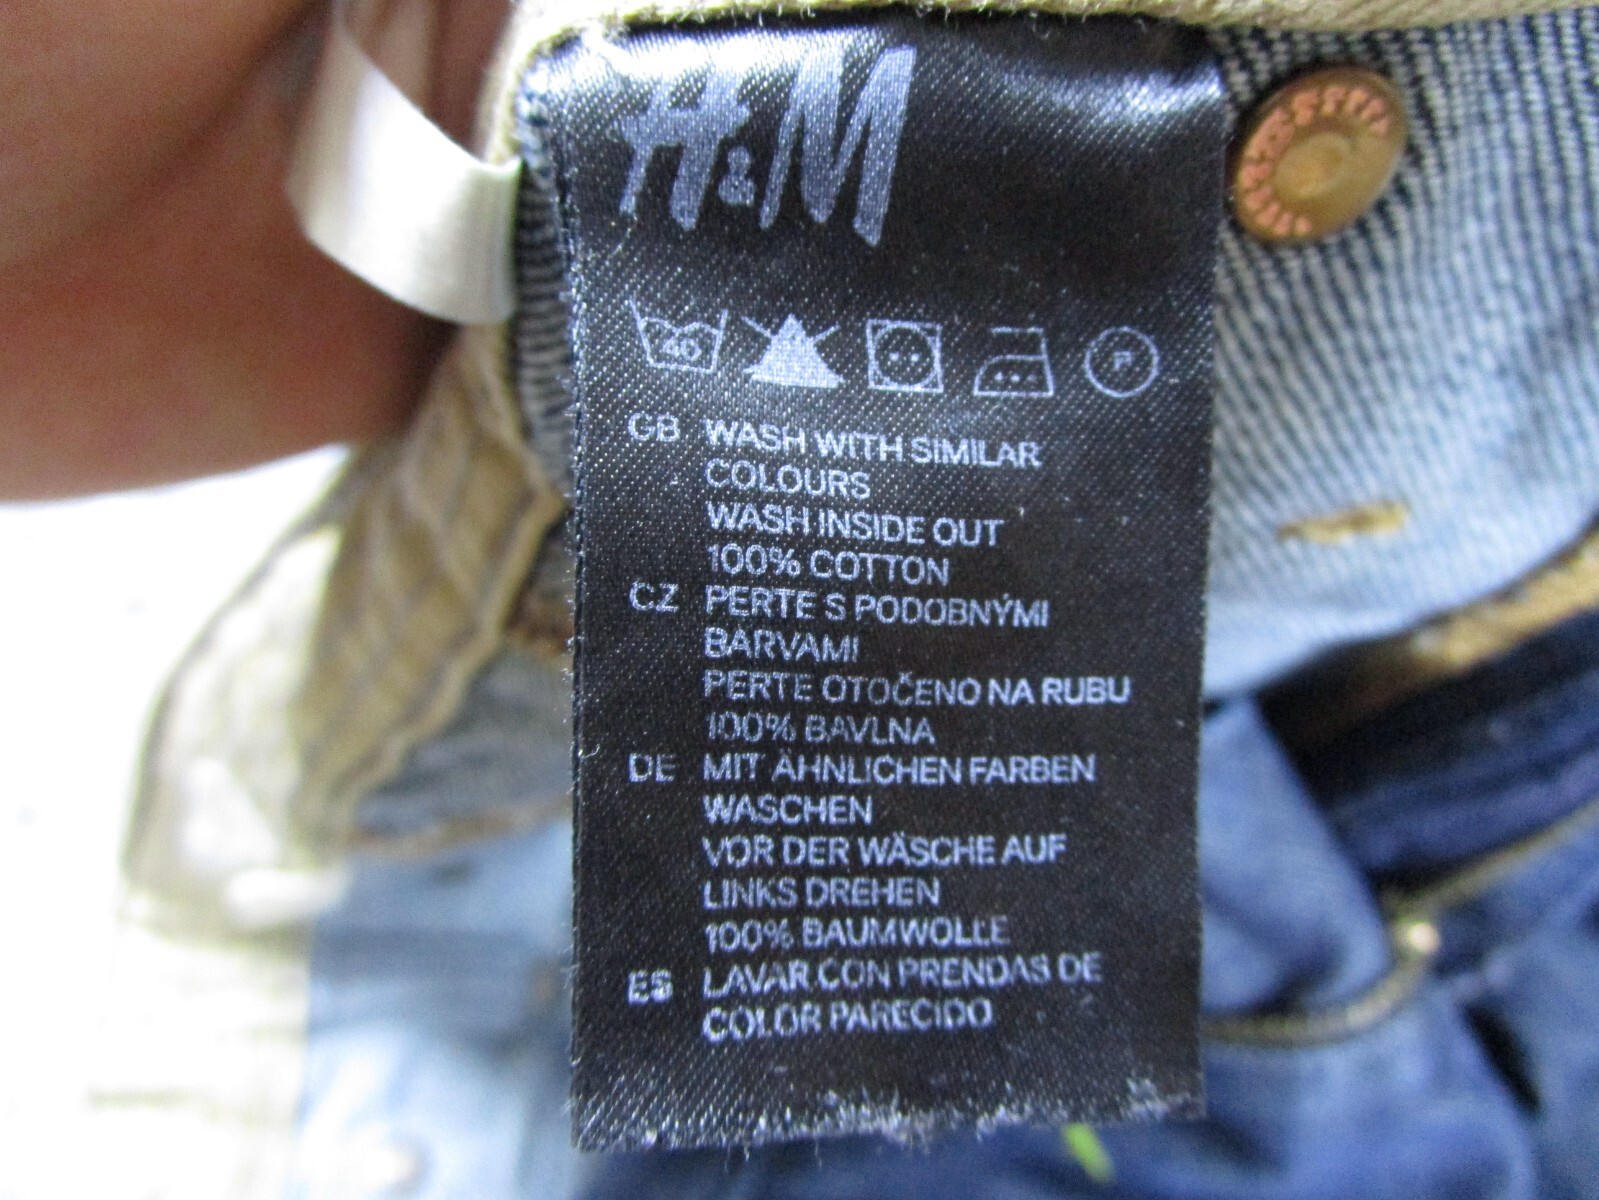 H&M
40
P
GB WASH WITH SIMILAR
COLOURS
WASH INSIDE OUT
100% COTTON
CZ PERTE S PODOBNÝMI
BARVAMI
PERTE OTOČENO NA RUBU
100% BAVLNA
DE MIT ÄHNLICHEN FARBEN
WASCHEN
VOR DER WÄSCHE AUF
LINKS DREHEN
100% BAUMWOLLE
ES LAVAR CON PRENDAS DE
COLOR PARECIDO